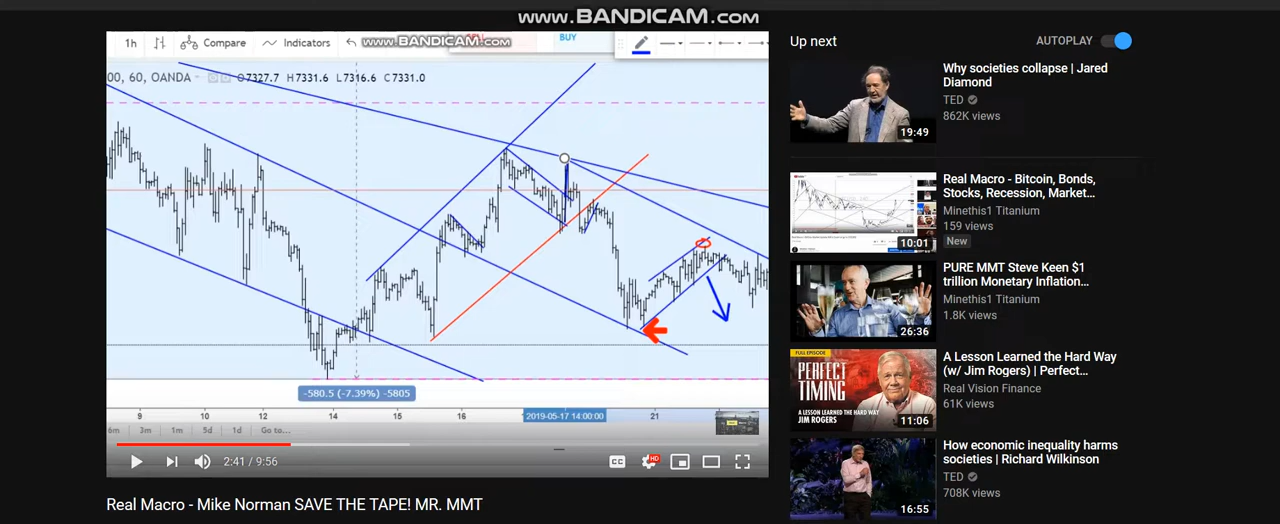 www.BANDICAM.com
1h Compare Indicators www.BANDICAM.com SELL BUY
00, 60, OANDA O7327.7 H7331.6 L7316.6 C7331.0
-580.5 (-7.39%) -5805
9 10 12 13 14 15 16 2019-05-17 14:00:00 21
6m 3m 1m 5d 1d Go to...
2:41 / 9:56
CC HD
Real Macro - Mike Norman SAVE THE TAPE! MR. MMT
Up next AUTOPLAY
19:49
Why societies collapse | Jared
Diamond
TED
862K views
10:01
Real Macro - Bitcoin, Bonds,
Stocks, Recession, Market...
Minethis1 Titanium
159 views
New
26:36
PURE MMT Steve Keen $1
trillion Monetary Inflation...
Minethis1 Titanium
1.8K views
FULL EPISODE
PERFECT
TIMING
A LESSON LEARNED THE HARD WAY
JIM ROGERS
11:06
A Lesson Learned the Hard Way
(w/ Jim Rogers) | Perfect...
Real Vision Finance
61K views
16:55
How economic inequality harms
societies | Richard Wilkinson
TED
708K views